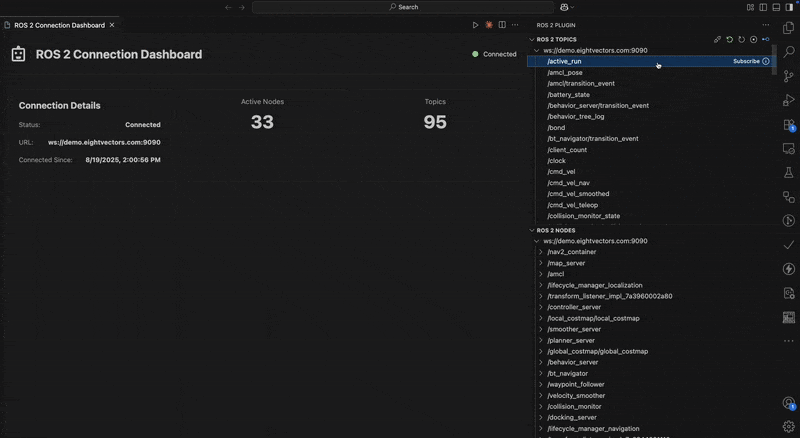 Search
ROS 2 Connection Dashboard
ROS 2 Connection Dashboard
Connected
Connection Details
Status: Connected
URL: ws://demo.eightvectors.com:9090
Connected Since: 8/19/2025, 2:00:56 PM
Active Nodes
33
Topics
95
ROS 2 PLUGIN
ROS 2 TOPICS
ws://demo.eightvectors.com:9090
/active_run Subscribe
/amcl_pose
/amcl/transition_event
/battery_state
/behavior_server/transition_event
/behavior_tree_log
/bond
/bt_navigator/transition_event
/client_count
/clock
/cmd_vel
/cmd_vel_nav
/cmd_vel_smoothed
/cmd_vel_teleop
/collision_monitor_state
ROS 2 NODES
ws://demo.eightvectors.com:9090
/nav2_container
/map_server
/amcl
/lifecycle_manager_localization
/transform_listener_impl_7a3960002a80
/controller_server
/local_costmap/local_costmap
/smoother_server
/planner_server
/global_costmap/global_costmap
/behavior_server
/bt_navigator
/waypoint_follower
/velocity_smoother
/collision_monitor
/docking_server
/lifecycle_manager_navigation
1
1